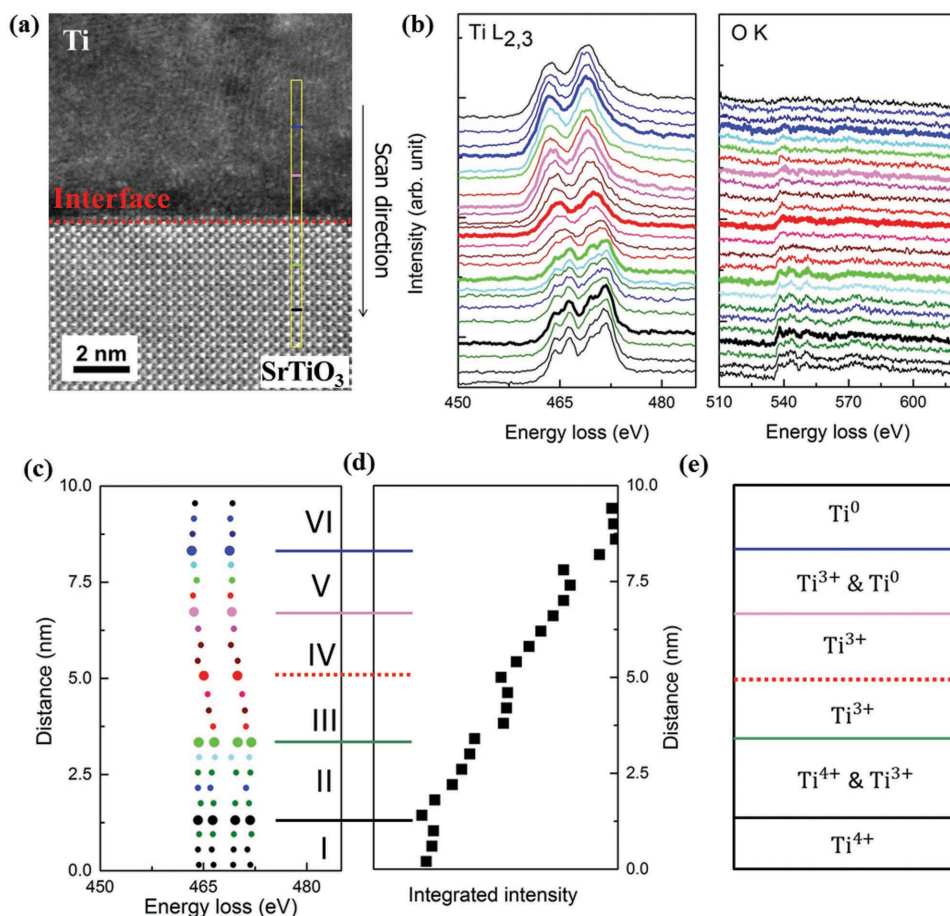 (a)
Ti
Interface
2 nm
SrTiO₃
Scan direction
(b)
Ti L₂,₃
Intensity (arb. unit)
450 465 480
Energy loss (eV)
O K
510 540 570 600
Energy loss (eV)
(c)
10.0
7.5
5.0
2.5
0.0
Distance (nm)
450 465 480
Energy loss (eV)
VI
V
IV
III
II
I
(d)
Integrated intensity
10.0
7.5
5.0
2.5
0.0
Distance (nm)
(e)
Ti⁰
Ti³⁺ & Ti⁰
Ti³⁺
Ti³⁺
Ti⁴⁺ & Ti³⁺
Ti⁴⁺